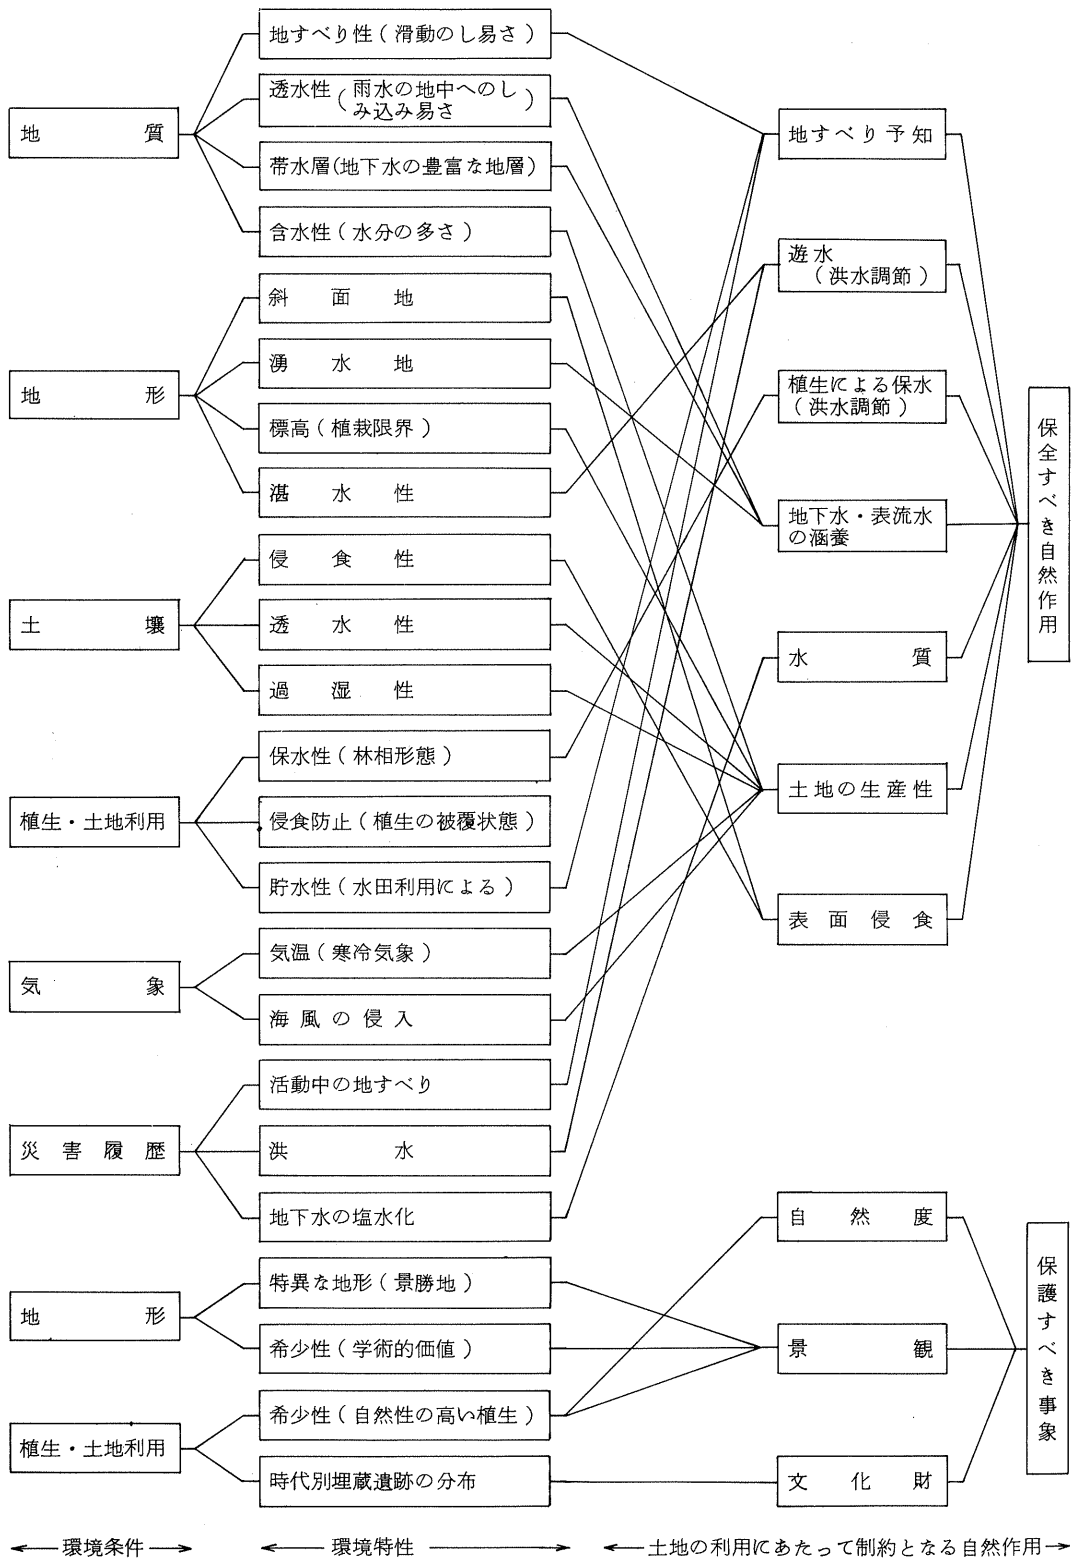 地質
地形
土壌
植生・土地利用
気象
災害履歴
地形
植生・土地利用
地すべり性(滑動のし易さ)
透水性(雨水の地中へのし
み込み易さ)
帯水層(地下水の豊富な地層)
含水性(水分の多さ)
斜面地
湧水地
標高(植栽限界)
湛水性
侵食性
透水性
過湿性
保水性(林相形態)
侵食防止(植生の被覆状態)
貯水性(水田利用による)
気温(寒冷気象)
海風の侵入
活動中の地すべり
洪水
地下水の塩水化
特異な地形(景勝地)
希少性(学術的価値)
希少性(自然性の高い植生)
時代別埋蔵遺跡の分布
地すべり予知
遊水
(洪水調節)
植生による保水
(洪水調節)
地下水・表流水
の涵養
水質
土地の生産性
表面侵食
自然度
景観
文化財
保全すべき自然作用
保護すべき事象
環境条件
環境特性
土地の利用にあたって制約となる自然作用